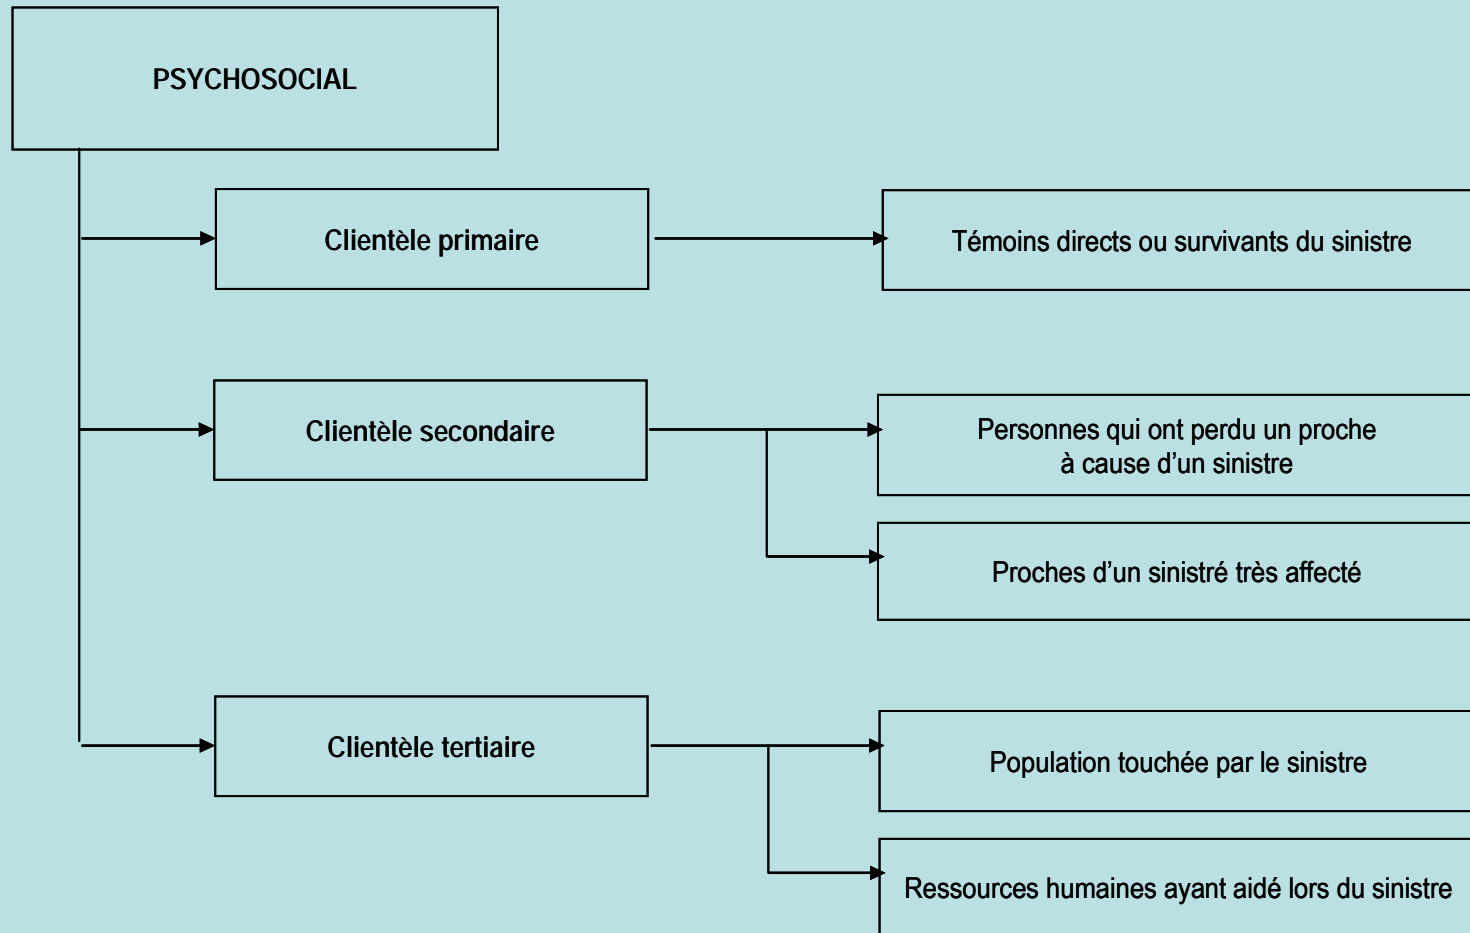 PSYCHOSOCIAL
Clientèle primaire
Témoins directs ou survivants du sinistre
Clientèle secondaire
Personnes qui ont perdu un proche
à cause d'un sinistre
Proches d'un sinistré très affecté
Clientèle tertiaire
Population touchée par le sinistre
Ressources humaines ayant aidé lors du sinistre